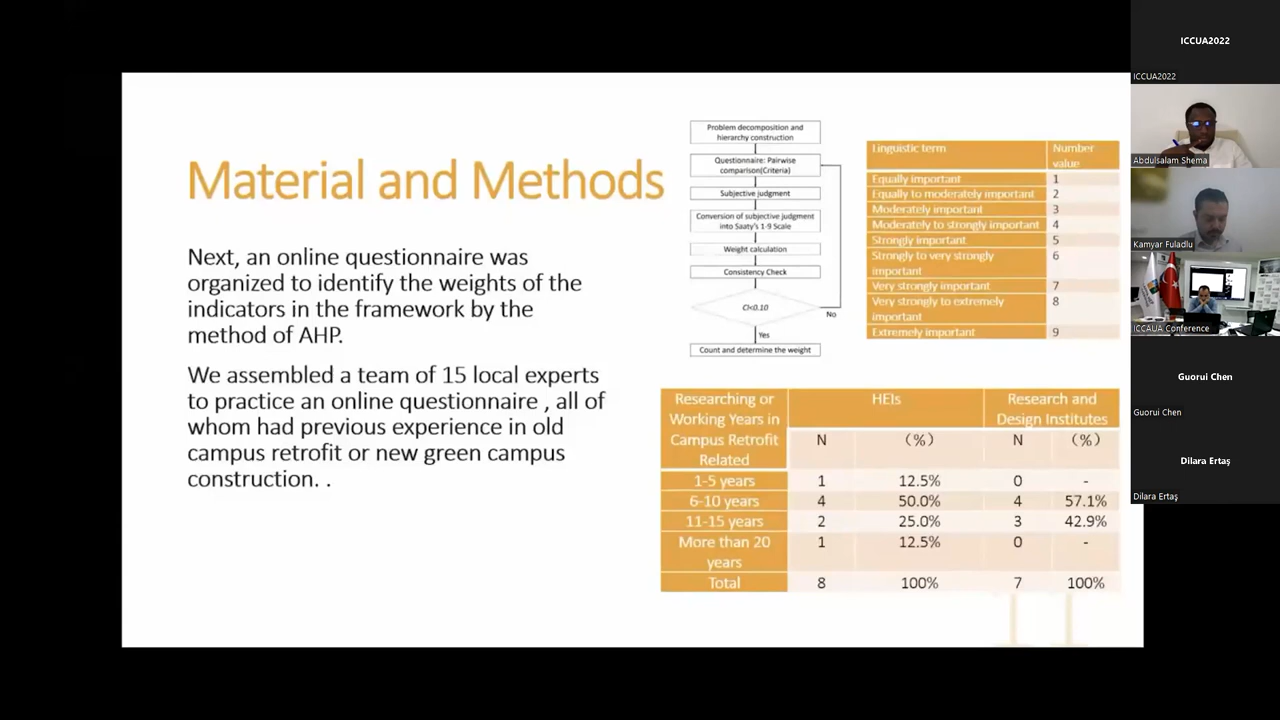 Material and Methods
Next, an online questionnaire was
organized to identify the weights of the
indicators in the framework by the
method of AHP.
We assembled a team of 15 local experts
to practice an online questionnaire , all of
whom had previous experience in old
campus retrofit or new green campus
construction. .
Problem decomposition and
hierarchy construction
Questionnaire: Pairwise
comparison(Criteria)
Subjective judgment
Conversion of subjective judgment
into Saaty's 1-9 Scale
Weight calculation
Consistency Check
CI<0.10
No
Yes
Count and determine the weight
Linguistic term Number
value
Equally important 1
Equally to moderately important 2
Moderately important 3
Moderately to strongly important 4
Strongly important 5
Strongly to very strongly 6
important
Very strongly important 7
Very strongly to extremely 8
important
Extremely important 9
Researching or HEIs Research and
Working Years in Design Institutes
Campus Retrofit N (%) N (%)
Related
1-5 years 1 12.5% 0 -
6-10 years 4 50.0% 4 57.1%
11-15 years 2 25.0% 3 42.9%
More than 20 1 12.5% 0 -
years
Total 8 100% 7 100%
ICCUA2022
ICCUA2022
Abdulsalam Shema
Kamyar Fuladlu
ICCAUA Conference
Guorui Chen
Guorui Chen
Dilara Ertaş
Dilara Ertaş